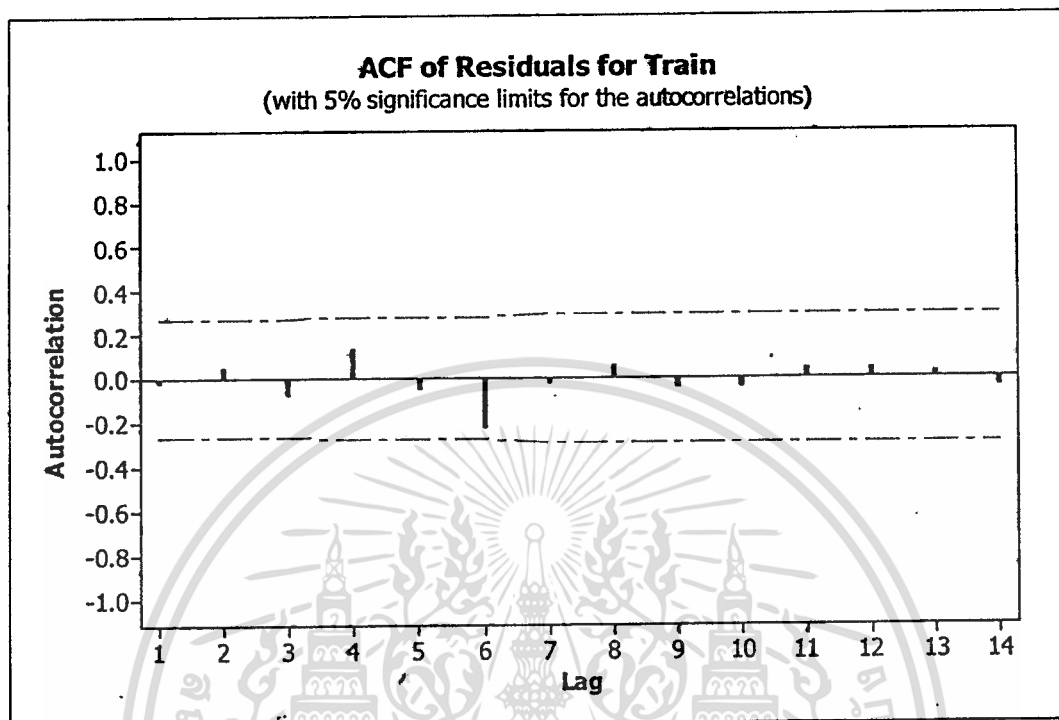 ACF of Residuals for Train
(with 5% significance limits for the autocorrelations)
1.0
0.8
0.6
0.4
0.2
0.0
-0.2
-0.4
-0.6
-0.8
-1.0
Autocorrelation
1 2 3 4 5 6 7 8 9 10 11 12 13 14
Lag